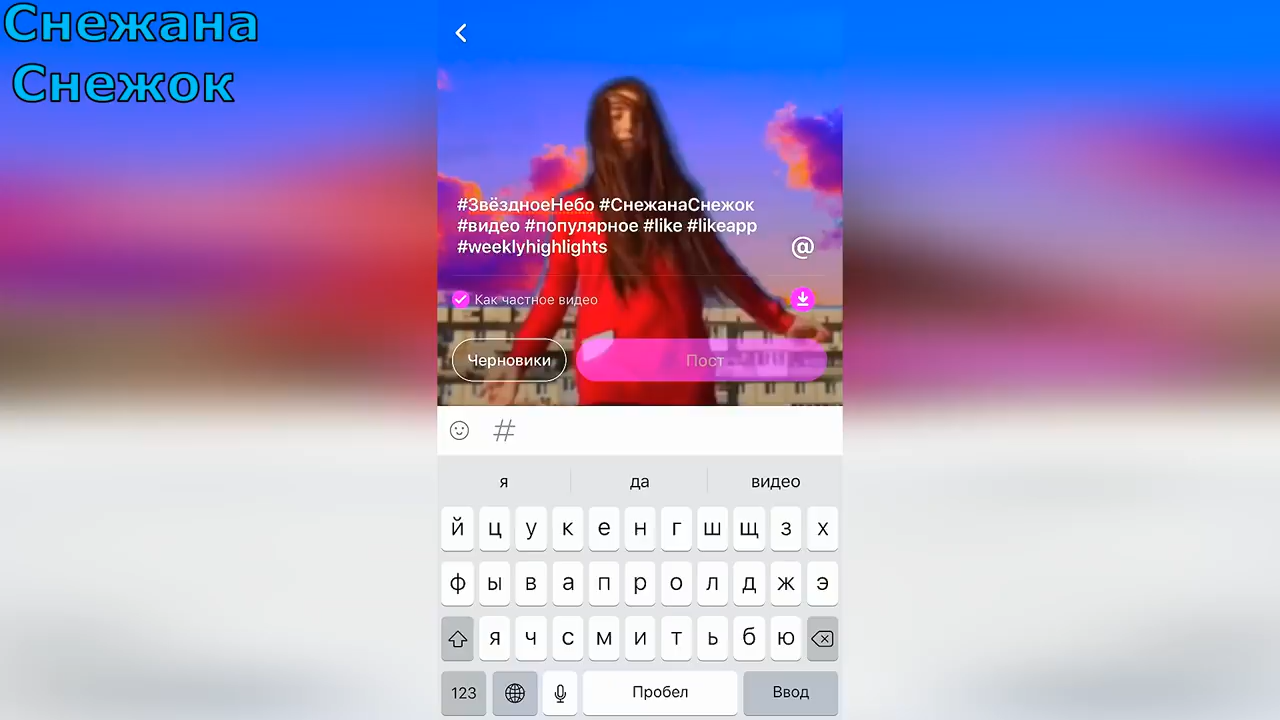 Снежана
Снежок
#ЗвёздноеНебо #СнежанаСнежок
#видео #популярное #like #likeapp
#weeklyhighlights
@
Как частное видео
Черновики
Пост
#
я да видео
й ц у к е н г ш щ з х
ф ы в а п р о л д ж э
я ч с м и т ь б ю
123 Пробел Ввод